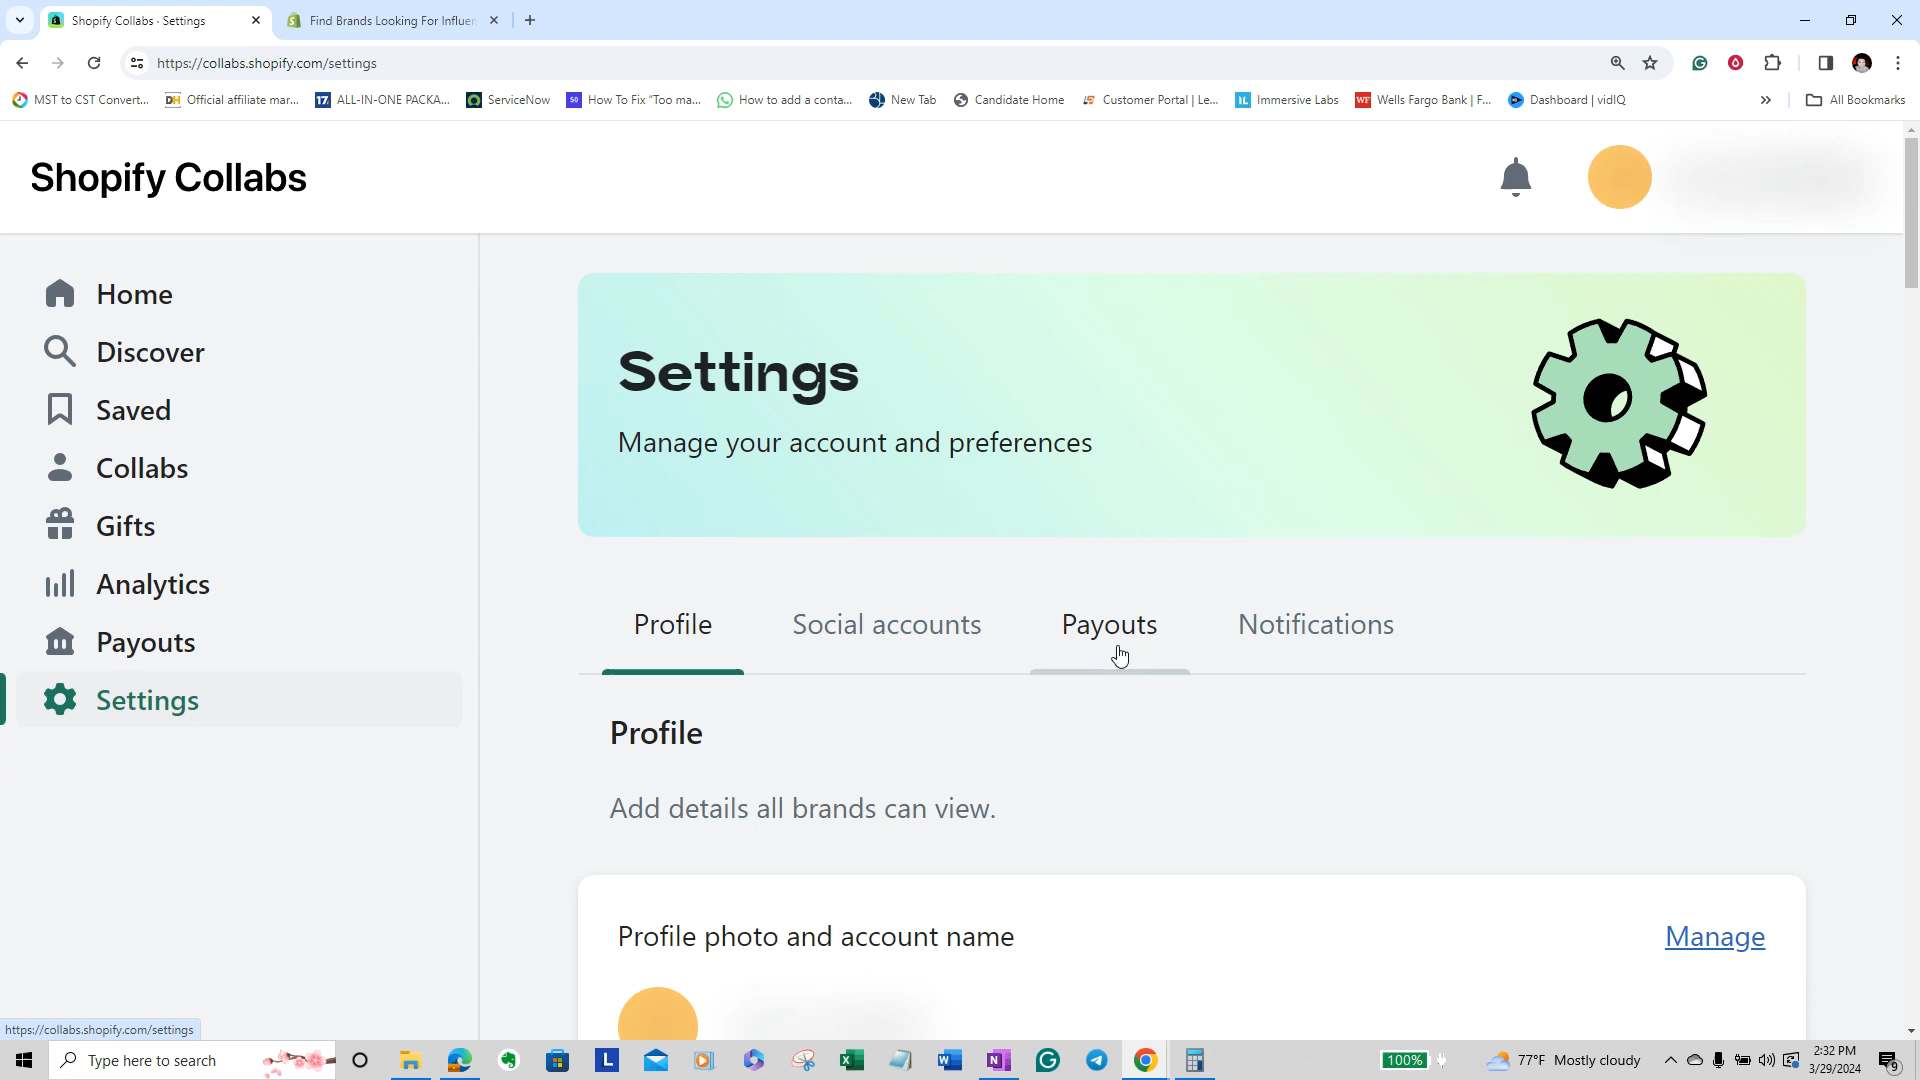 Shopify Collabs - Settings
Find Brands Looking For Influen
https://collabs.shopify.com/settings
MST to CST Convert...
Official affiliate mar...
ALL-IN-ONE PACKA...
ServiceNow
How To Fix "Too ma...
How to add a conta...
New Tab
Candidate Home
Customer Portal | Le...
Immersive Labs
Wells Fargo Bank | F...
Dashboard | vidIQ
All Bookmarks
Shopify Collabs
Home
Discover
Saved
Collabs
Gifts
Analytics
Payouts
Settings
Settings
Manage your account and preferences
Profile
Social accounts
Payouts
Notifications
Profile
Add details all brands can view.
Profile photo and account name
Manage
https://collabs.shopify.com/settings
Type here to search
100%
77°F Mostly cloudy
2:32 PM
3/29/2024
9